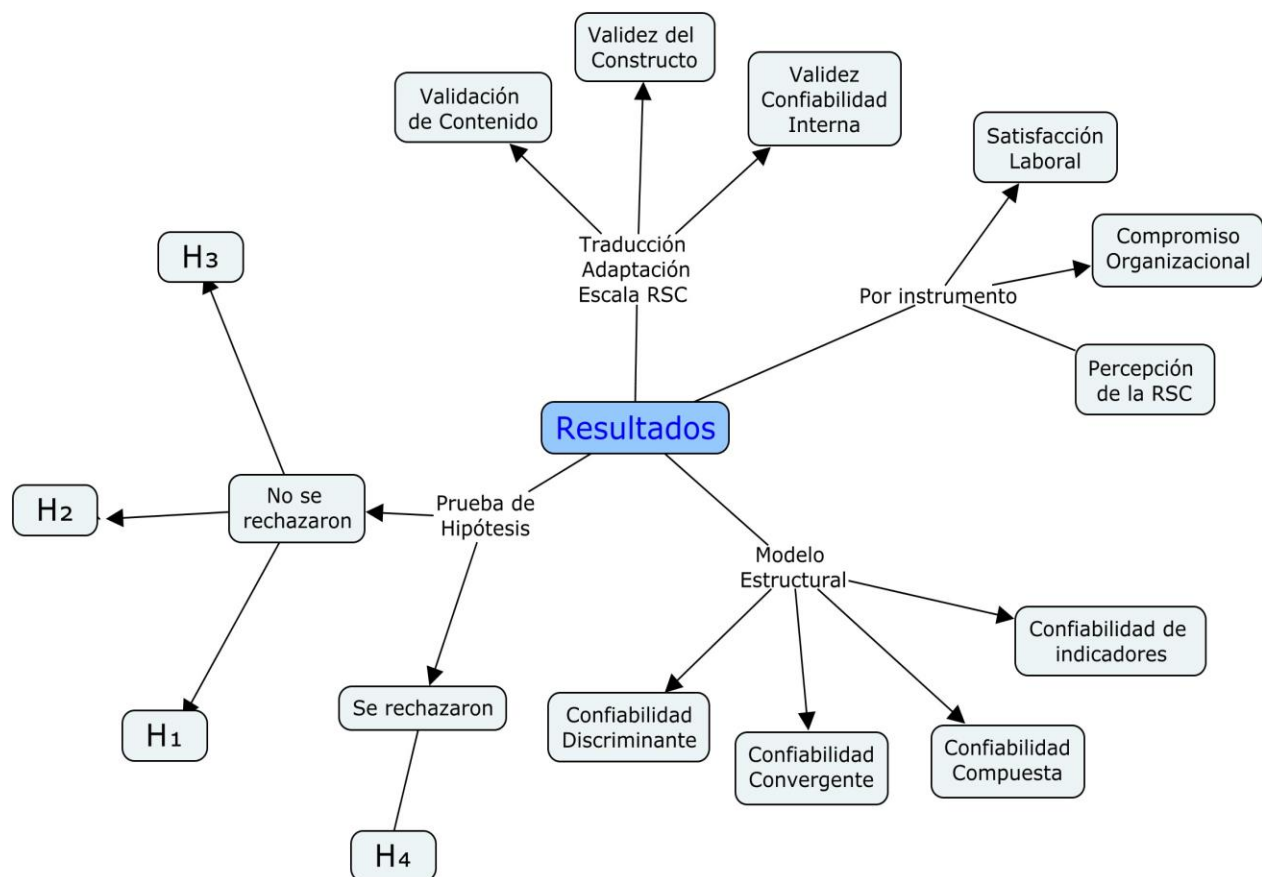 Validez del
Constructo
Validación
de Contenido
Validez
Confiabilidad
Interna
Satisfacción
Laboral
Traducción
Adaptación
Escala RSC
Compromiso
Organizacional
Por instrumento
Percepción
de la RSC
H3
Resultados
No se
rechazaron
H2
Prueba de
Hipótesis
Modelo
Estructural
Confiabilidad de
indicadores
Se rechazaron
H1
Confiabilidad
Discriminante
Confiabilidad
Convergente
Confiabilidad
Compuesta
H4